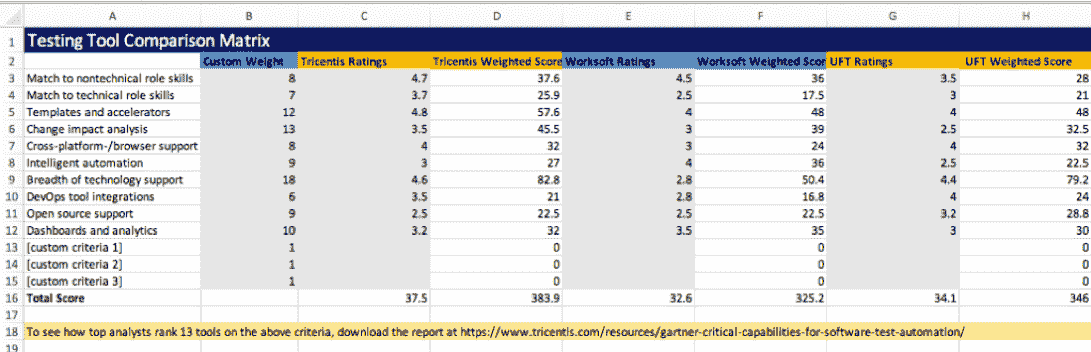 A B C D E F G H
1 Testing Tool Comparison Matrix
2 Custom Weight Tricentis Ratings Tricentis Weighted Score Worksoft Ratings Worksoft Weighted Scor UFT Ratings UFT Weighted Score
3 Match to nontechnical role skills 8 4.7 37.6 4.5 36 3.5 28
4 Match to technical role skills 7 3.7 25.9 2.5 17.5 3 21
5 Templates and accelerators 12 4.8 57.6 4 48 4 48
6 Change impact analysis 13 3.5 45.5 3 39 2.5 32.5
7 Cross-platform-/browser support 8 4 32 3 24 4 32
8 Intelligent automation 9 3 27 4 36 2.5 22.5
9 Breadth of technology support 18 4.6 82.8 2.8 50.4 4.4 79.2
10 DevOps tool integrations 6 3.5 21 2.8 16.8 4 24
11 Open source support 9 2.5 22.5 2.5 22.5 3.2 28.8
12 Dashboards and analytics 10 3.2 32 3.5 35 3 30
13 [custom criteria 1] 1 0 0 0
14 [custom criteria 2] 1 0 0 0
15 [custom criteria 3] 1 0 0 0
16 Total Score 37.5 383.9 32.6 325.2 34.1 346
17
18 To see how top analysts rank 13 tools on the above criteria, download the report at https://www.tricentis.com/resources/gartner-critical-capabilities-for-software-test-automation/
19